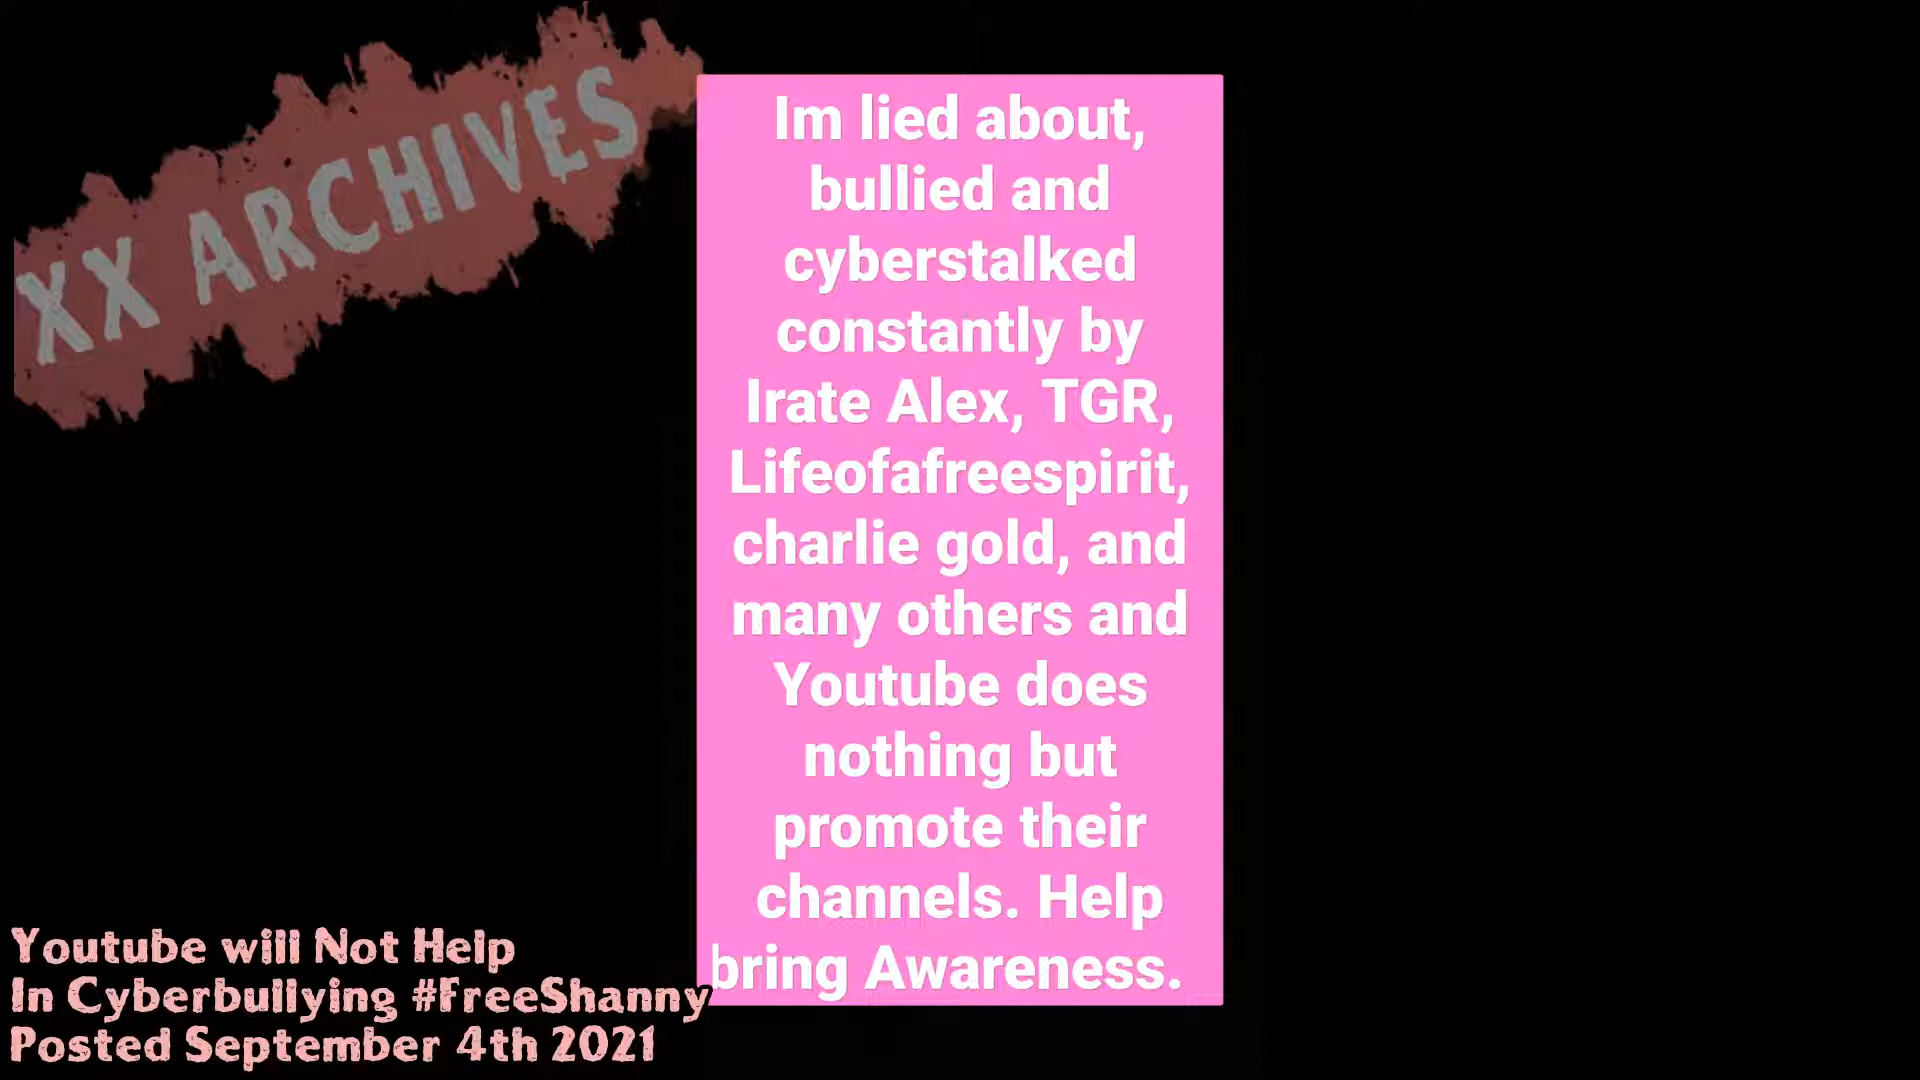 XX ARCHIVES
Im lied about,
bullied and
cyberstalked
constantly by
Irate Alex, TGR,
Lifeofafreespirit,
charlie gold, and
many others and
Youtube does
nothing but
promote their
channels. Help
bring Awareness.
Youtube will Not Help
In Cyberbullying #FreeShanny
Posted September 4th 2021